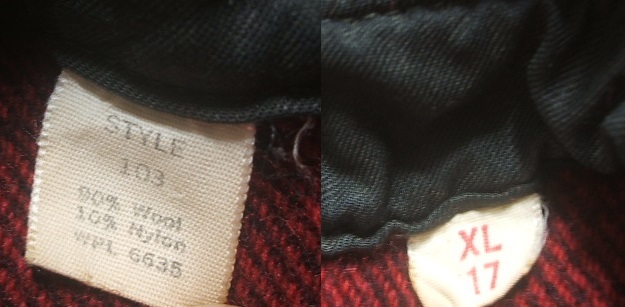 STYLE
103
90% Wool
10% Nylon
WPL 6635
XL
17